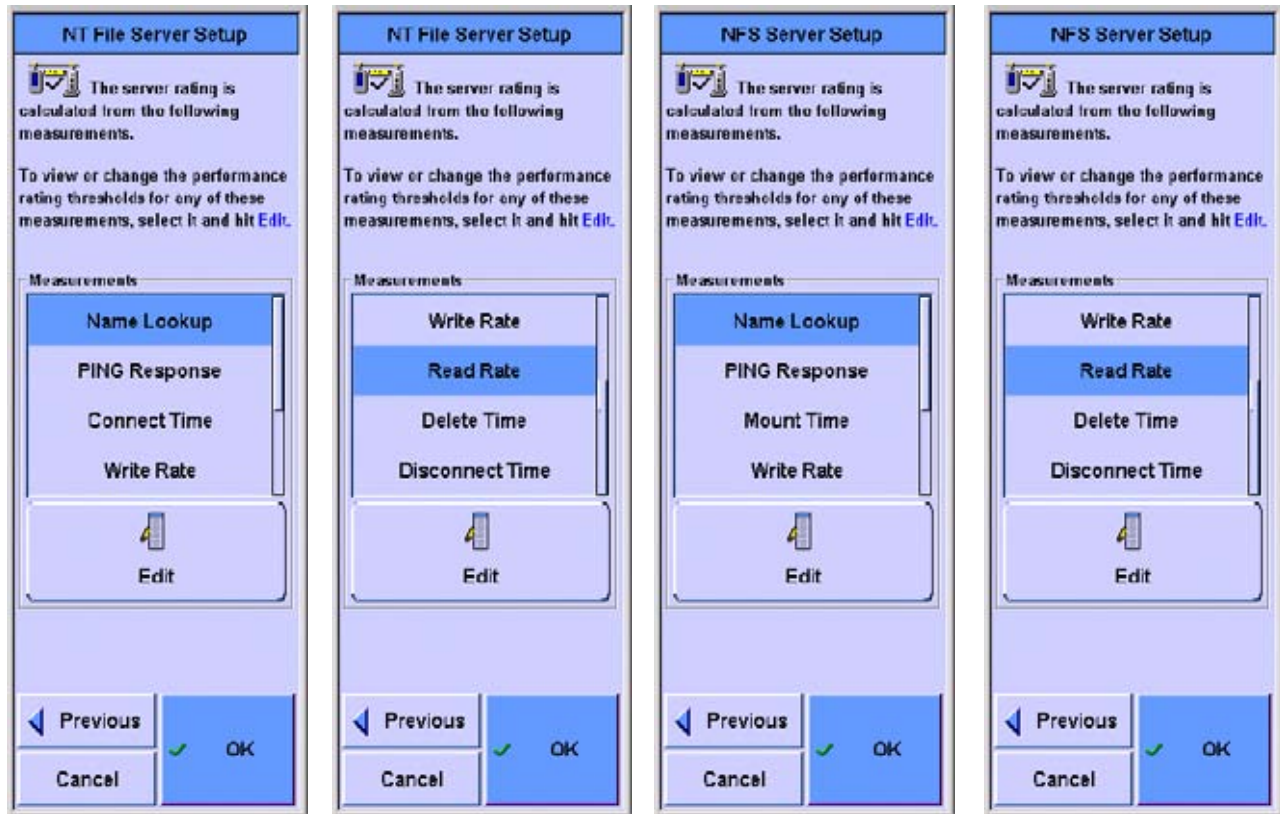 NT File Server Setup
The server rating is
calculated from the following
measurements.
To view or change the performance
rating thresholds for any of these
measurements, select it and hit Edit.
Measurements
Name Lookup
PING Response
Connect Time
Write Rate
Edit
Previous
OK
Cancel
NT File Server Setup
The server rating is
calculated from the following
measurements.
To view or change the performance
rating thresholds for any of these
measurements, select it and hit Edit.
Measurements
Write Rate
Read Rate
Delete Time
Disconnect Time
Edit
Previous
OK
Cancel
NFS Server Setup
The server rating is
calculated from the following
measurements.
To view or change the performance
rating thresholds for any of these
measurements, select it and hit Edit.
Measurements
Name Lookup
PING Response
Mount Time
Write Rate
Edit
Previous
OK
Cancel
NFS Server Setup
The server rating is
calculated from the following
measurements.
To view or change the performance
rating thresholds for any of these
measurements, select it and hit Edit.
Measurements
Write Rate
Read Rate
Delete Time
Disconnect Time
Edit
Previous
OK
Cancel